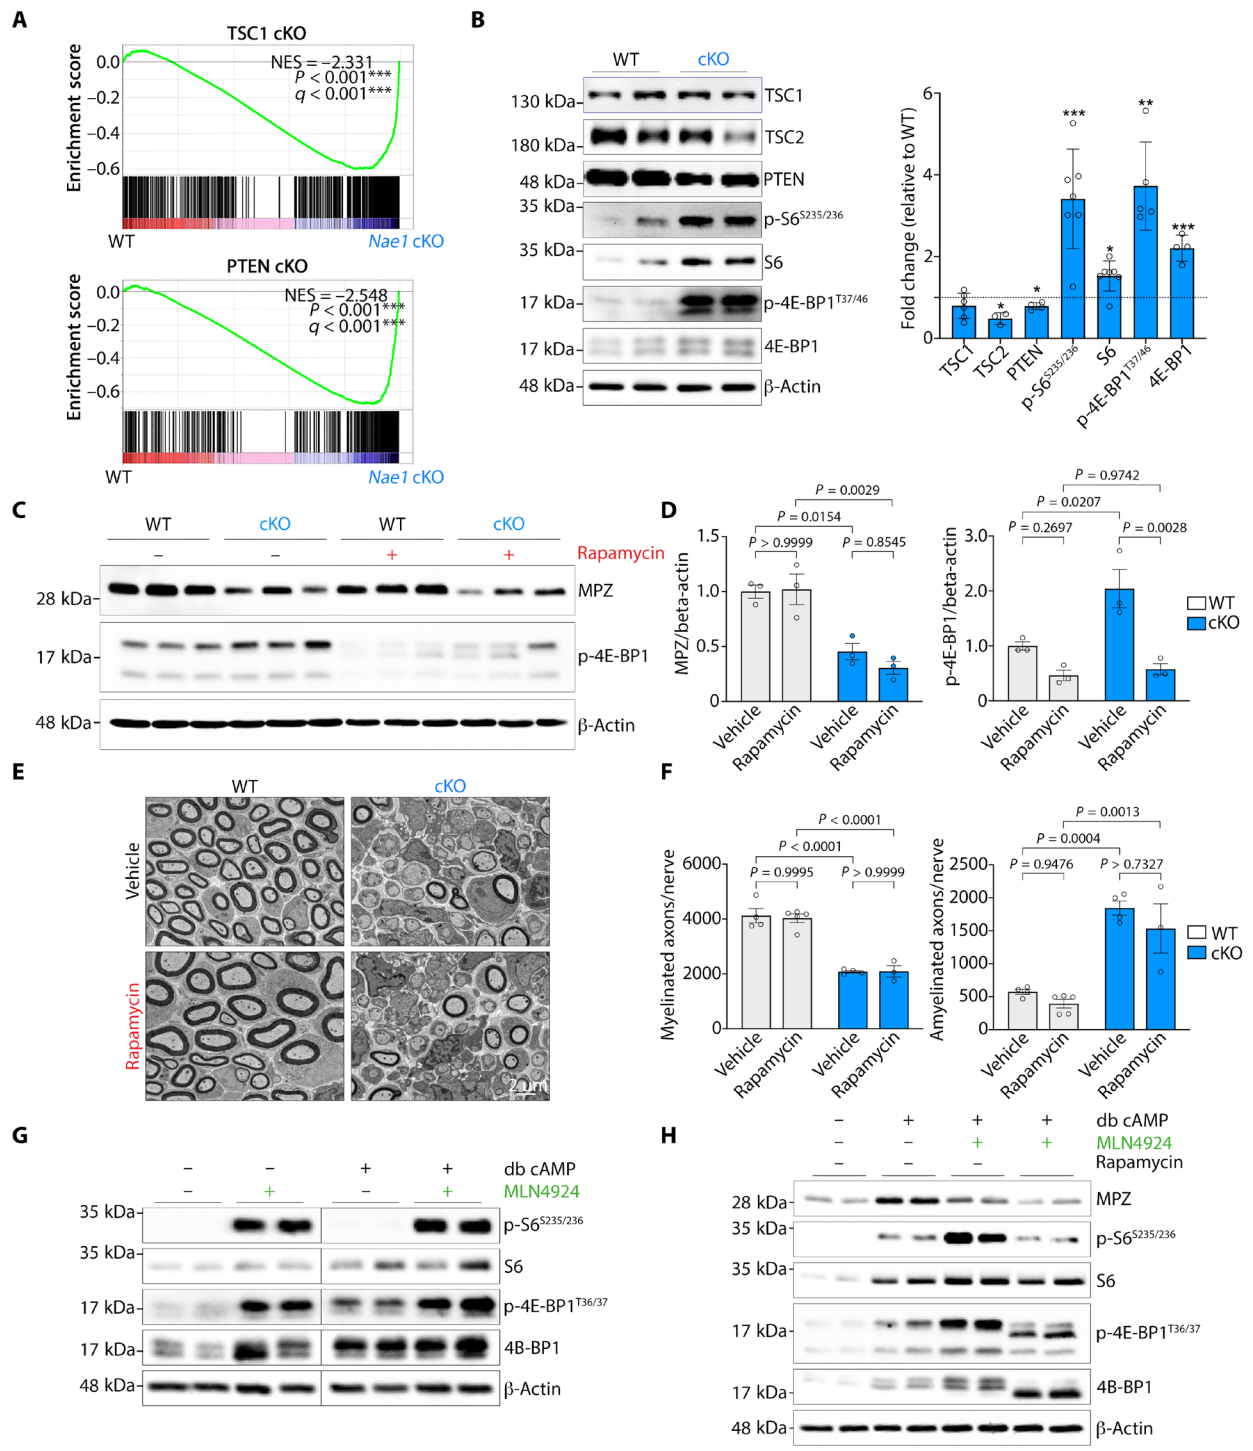 A
TSC1 cKO
Enrichment score
0.0
–0.2
–0.4
–0.6
NES = –2.331
P < 0.001***
q < 0.001***
WT
Nae1 cKO
PTEN cKO
Enrichment score
0.0
–0.2
–0.4
–0.6
NES = –2.548
P < 0.001***
q < 0.001***
WT
Nae1 cKO
B
WT
cKO
130 kDa
TSC1
180 kDa
TSC2
48 kDa
PTEN
35 kDa
p-S6S235/236
35 kDa
S6
17 kDa
p-4E-BP1T37/46
17 kDa
4E-BP1
48 kDa
β-Actin
Fold change (relative to WT)
6
4
2
0
*
*
***
*
**
***
TSC1
TSC2
PTEN
p-S6S235/236
S6
p-4E-BP1T37/46
4E-BP1
C
WT
cKO
WT
cKO
–
–
+
+
Rapamycin
28 kDa
MPZ
17 kDa
p-4E-BP1
48 kDa
β-Actin
D
MPZ/beta-actin
1.5
1.0
0.5
0
P = 0.0029
P = 0.0154
P > 0.9999
P = 0.8545
Vehicle
Rapamycin
Vehicle
Rapamycin
p-4E-BP1/beta-actin
3.0
2.0
1.0
0.0
P = 0.9742
P = 0.0207
P = 0.2697
P = 0.0028
Vehicle
Rapamycin
Vehicle
Rapamycin
WT
cKO
E
WT
cKO
Vehicle
Rapamycin
2 μm
F
Myelinated axons/nerve
6000
4000
2000
0
P < 0.0001
P < 0.0001
P = 0.9995
P > 0.9999
Vehicle
Rapamycin
Vehicle
Rapamycin
Amyelinated axons/nerve
2500
2000
1500
1000
500
0
P = 0.0013
P = 0.0004
P = 0.9476
P > 0.7327
Vehicle
Rapamycin
Vehicle
Rapamycin
WT
cKO
G
– – + + db cAMP
– + – + MLN4924
35 kDa
p-S6S235/236
35 kDa
S6
17 kDa
p-4E-BP1T36/37
17 kDa
4B-BP1
48 kDa
β-Actin
H
– + + + db cAMP
– – + + MLN4924
– – – Rapamycin
28 kDa
MPZ
35 kDa
p-S6S235/236
35 kDa
S6
17 kDa
p-4E-BP1T36/37
17 kDa
4B-BP1
48 kDa
β-Actin